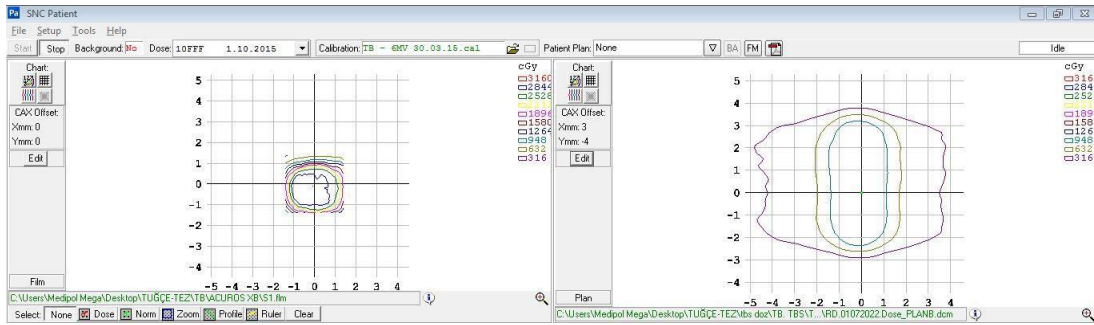 Pa SNC Patient
File Setup Tools Help
Start Stop Background: No Dose: 10FFF 1.10.2015 Calibration: TB - 6MV 30.03.15.cal Patient Plan: None BA FM Idle
Chart:
CAX Offset:
Xmm: 0
Ymm: 0
Edit
Film
5
4
3
2
1
0
-1
-2
-3
-4
-5 -4 -3 -2 -1 0 1 2 3 4
cGy
3160
2844
2528
1896
1580
1264
948
632
316
C:\Users\Medipol Mega\Desktop\TUĞÇE-TEZ\TB\ACUROS XB\S1.flm
Select: None Dose Norm Zoom Profile Ruler Clear
Chart:
CAX Offset:
Xmm: 3
Ymm: -4
Edit
Plan
5
4
3
2
1
0
-1
-2
-3
-4
-5 -4 -3 -2 -1 0 1 2 3 4
cGy
316
284
252
189
158
126
948
632
316
C:\Users\Medipol Mega\Desktop\TUĞÇE-TEZ\tbs doz\TB. TBS\T...\RD.01072022.Dose_PLANB.dcm